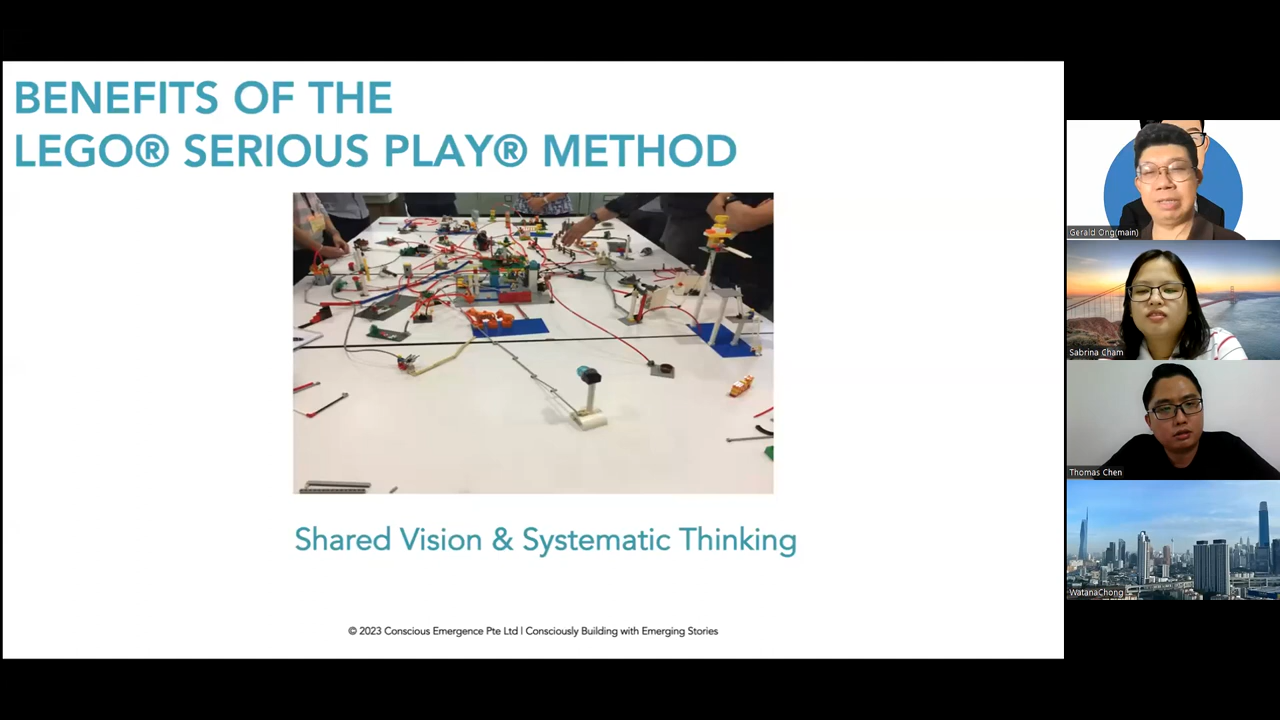 BENEFITS OF THE
LEGO® SERIOUS PLAY® METHOD
Shared Vision & Systematic Thinking
© 2023 Conscious Emergence Pte Ltd | Consciously Building with Emerging Stories
Gerald Ong(main)
Sabrina Cham
Thomas Chen
WatanaChong